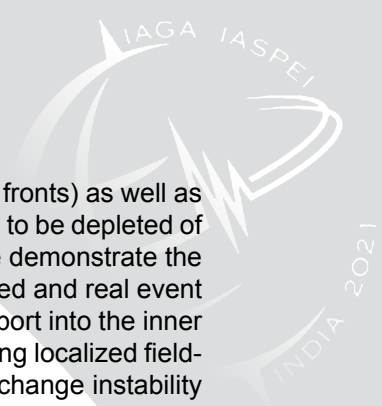 IAGA IASPEI
INDIA 2021
fronts) as well as
to be depleted of
demonstrate the
ed and real event
port into the inner
ng localized field-
change instability